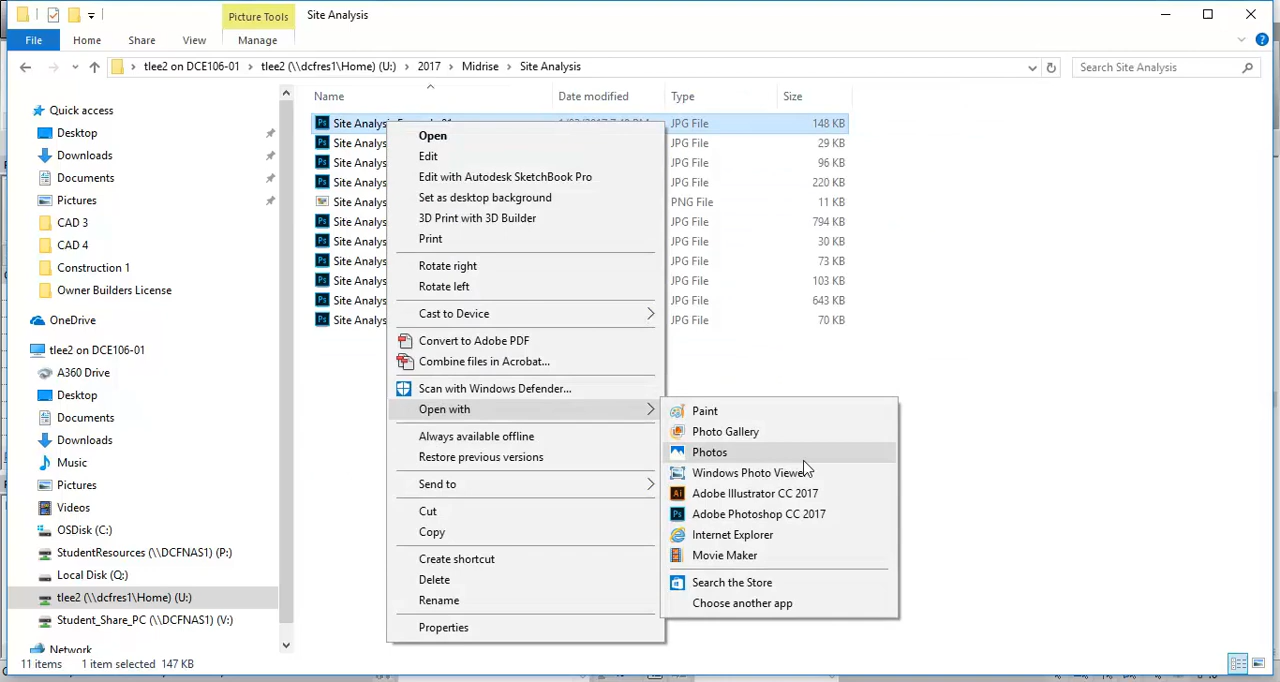 Picture Tools Site Analysis
File Home Share View Manage
tlee2 on DCE106-01 tlee2 (\\dcfres1\Home) (U:) 2017 Midrise Site Analysis
Search Site Analysis
Name Date modified Type Size
Quick access
Desktop
Downloads
Documents
Pictures
CAD 3
CAD 4
Construction 1
Owner Builders License
OneDrive
tlee2 on DCE106-01
A360 Drive
Desktop
Documents
Downloads
Music
Pictures
Videos
OSDisk (C:)
StudentResources (\\DCFNAS1) (P:)
Local Disk (Q:)
tlee2 (\\dcfres1\Home) (U:)
Student_Share_PC (\\DCFNAS1) (V:)
Network
Site Analysis JPG File 148 KB
Site Analys JPG File 29 KB
Site Analys JPG File 96 KB
Site Analys JPG File 220 KB
Site Analys PNG File 11 KB
Site Analys JPG File 794 KB
Site Analys JPG File 30 KB
Site Analys JPG File 73 KB
Site Analys JPG File 103 KB
Site Analys JPG File 643 KB
Site Analys JPG File 70 KB
Open
Edit
Edit with Autodesk SketchBook Pro
Set as desktop background
3D Print with 3D Builder
Print
Rotate right
Rotate left
Cast to Device
Convert to Adobe PDF
Combine files in Acrobat...
Scan with Windows Defender...
Open with
Always available offline
Restore previous versions
Send to
Cut
Copy
Create shortcut
Delete
Rename
Properties
Paint
Photo Gallery
Photos
Windows Photo Viewer
Adobe Illustrator CC 2017
Adobe Photoshop CC 2017
Internet Explorer
Movie Maker
Search the Store
Choose another app
11 items 1 item selected 147 KB